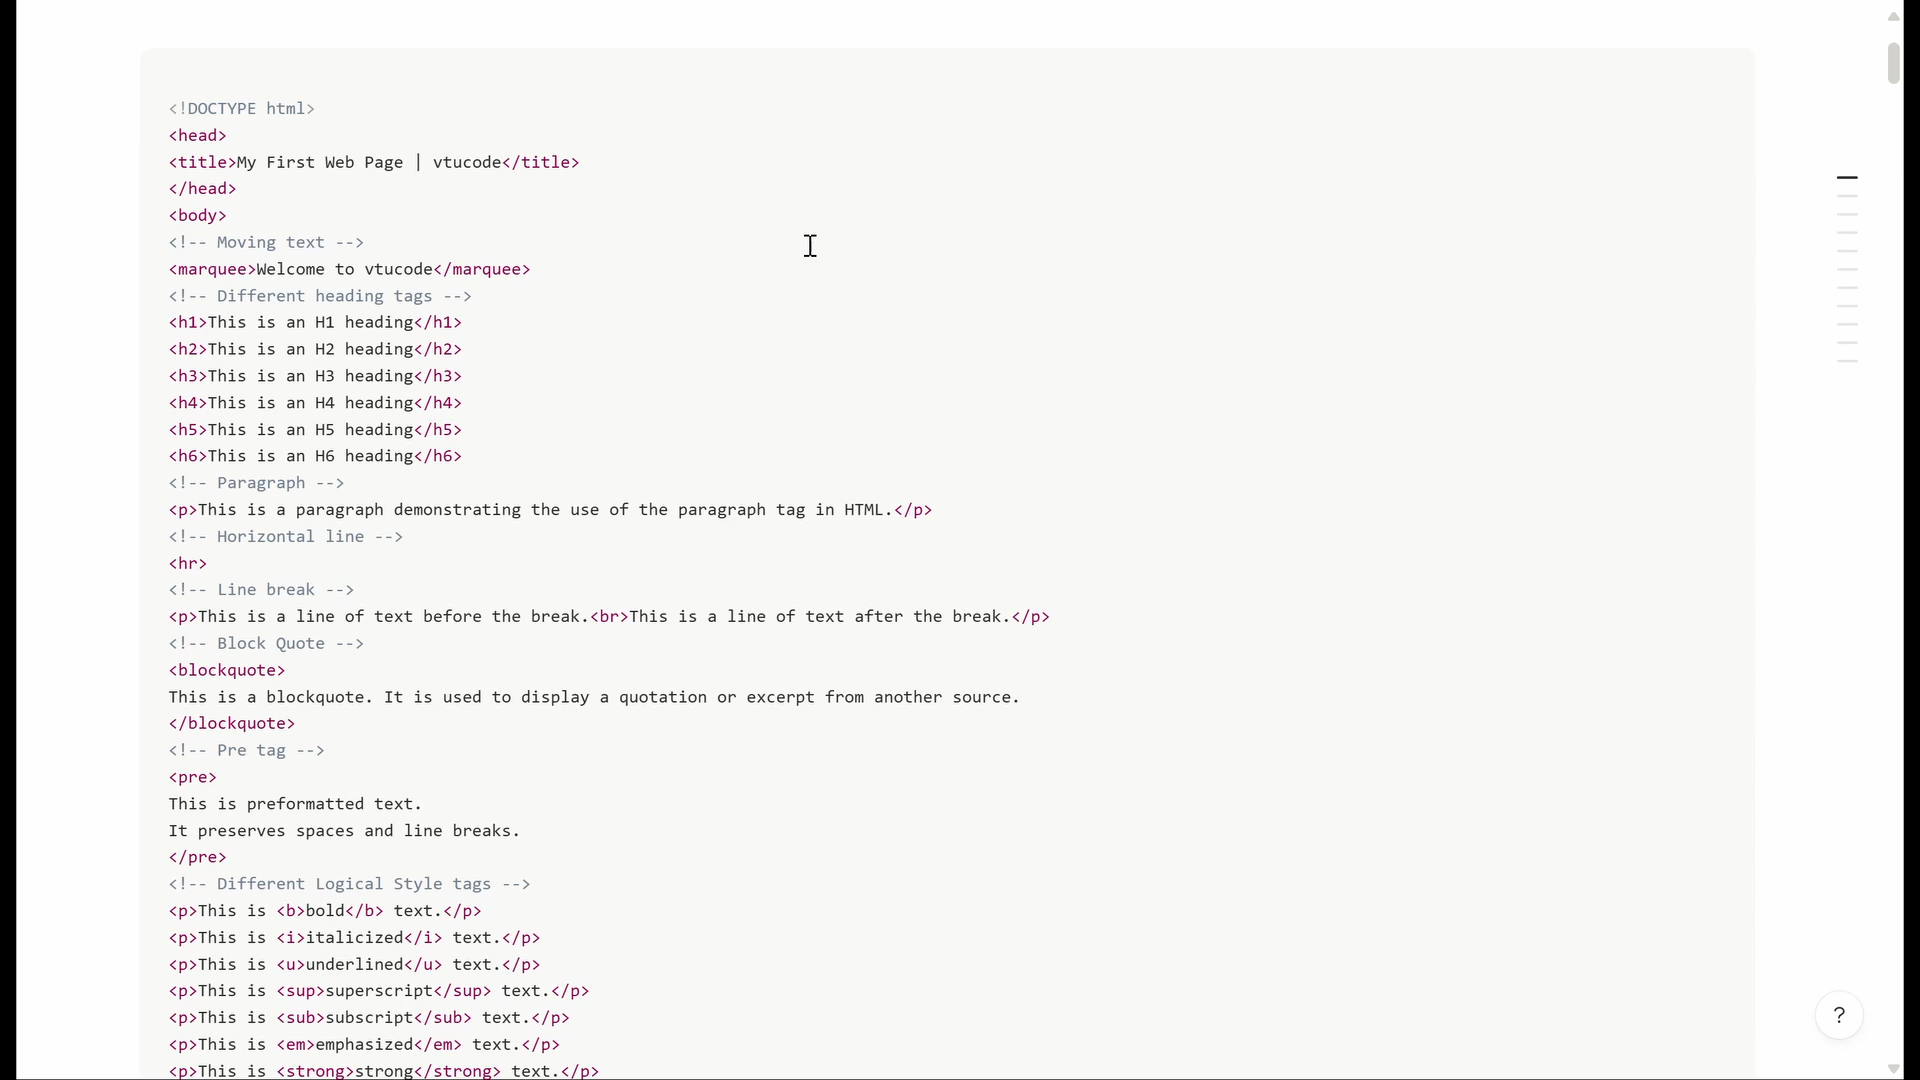 <!DOCTYPE html>
<head>
<title>My First Web Page | vtucode</title>
</head>
<body>
<!-- Moving text -->
<marquee>Welcome to vtucode</marquee>
<!-- Different heading tags -->
<h1>This is an H1 heading</h1>
<h2>This is an H2 heading</h2>
<h3>This is an H3 heading</h3>
<h4>This is an H4 heading</h4>
<h5>This is an H5 heading</h5>
<h6>This is an H6 heading</h6>
<!-- Paragraph -->
<p>This is a paragraph demonstrating the use of the paragraph tag in HTML.</p>
<!-- Horizontal line -->
<hr>
<!-- Line break -->
<p>This is a line of text before the break.<br>This is a line of text after the break.</p>
<!-- Block Quote -->
<blockquote>
This is a blockquote. It is used to display a quotation or excerpt from another source.
</blockquote>
<!-- Pre tag -->
<pre>
This is preformatted text.
It preserves spaces and line breaks.
</pre>
<!-- Different Logical Style tags -->
<p>This is <b>bold</b> text.</p>
<p>This is <i>italicized</i> text.</p>
<p>This is <u>underlined</u> text.</p>
<p>This is <sup>superscript</sup> text.</p>
<p>This is <sub>subscript</sub> text.</p>
<p>This is <em>emphasized</em> text.</p>
<p>This is <strong>strong</strong> text.</p>
?